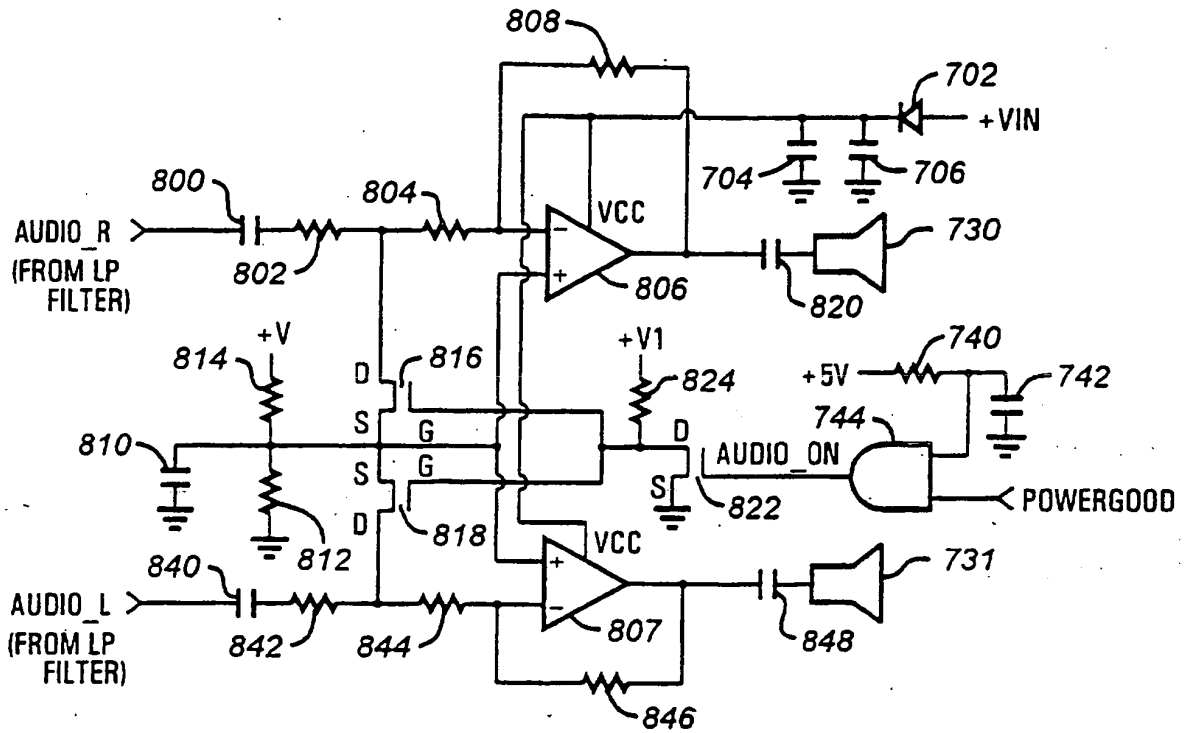 808
702
+VIN
800
804
VCC
704
706
AUDIO_R
(FROM LP
FILTER)
802
−
+
806
730
820
+V
+V1
740
814
D
816
824
+5V
742
S
G
D
744
810
G
AUDIO_ON
S
S
POWERGOOD
D
812
818
822
840
VCC
731
AUDIO_L
(FROM LP
FILTER)
842
844
+
−
807
848
846